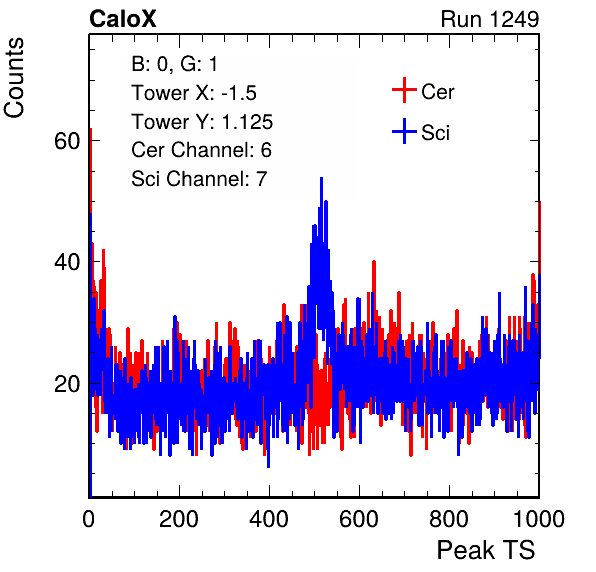 CaloX Run 1249
Counts
B: 0, G: 1
Tower X: -1.5
Tower Y: 1.125
Cer Channel: 6
Sci Channel: 7
Cer
Sci
60
40
20
0 200 400 600 800 1000
Peak TS